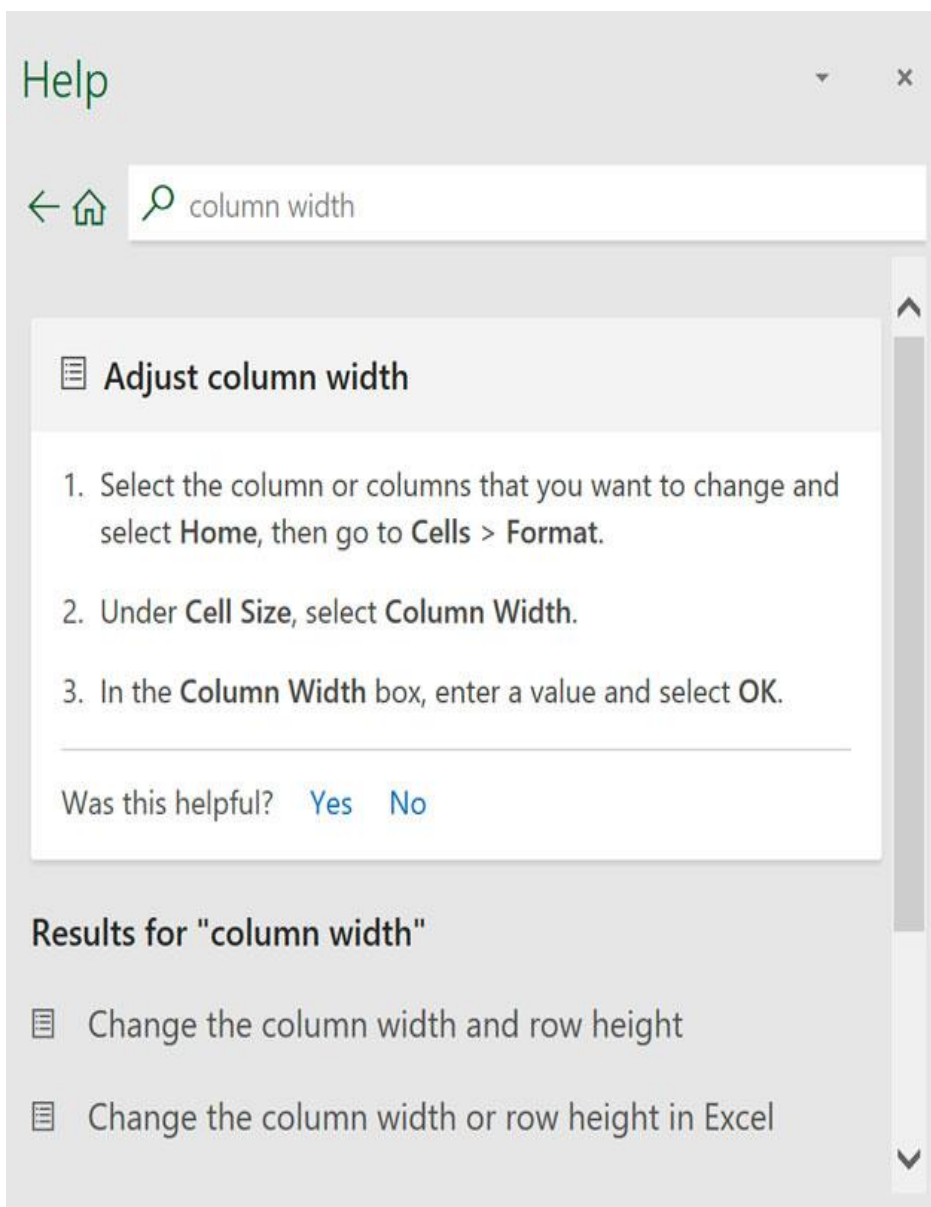 Help
column width
Adjust column width
1. Select the column or columns that you want to change and
select Home, then go to Cells > Format.
2. Under Cell Size, select Column Width.
3. In the Column Width box, enter a value and select OK.
Was this helpful? Yes No
Results for "column width"
Change the column width and row height
Change the column width or row height in Excel